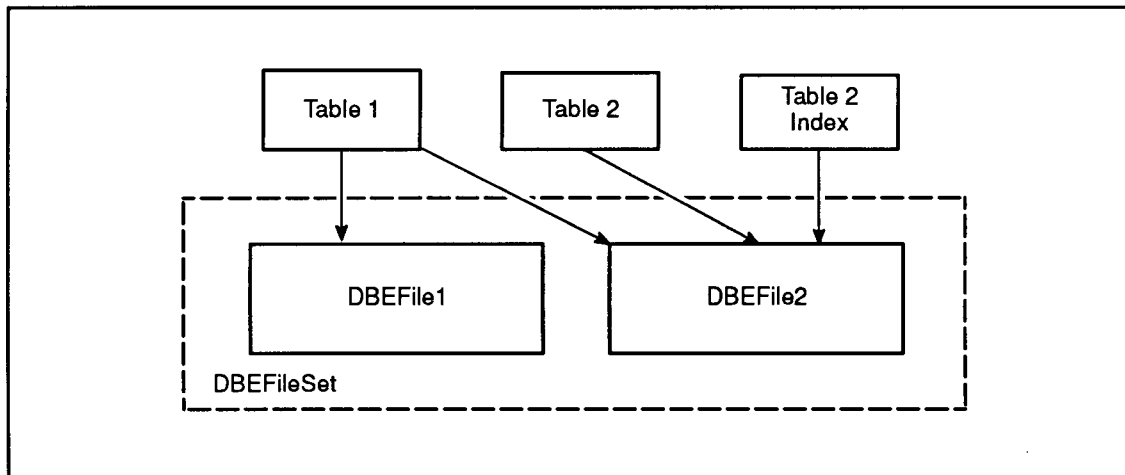 Table 1
Table 2
Table 2
Index
DBEFile1
DBEFile2
DBEFileSet